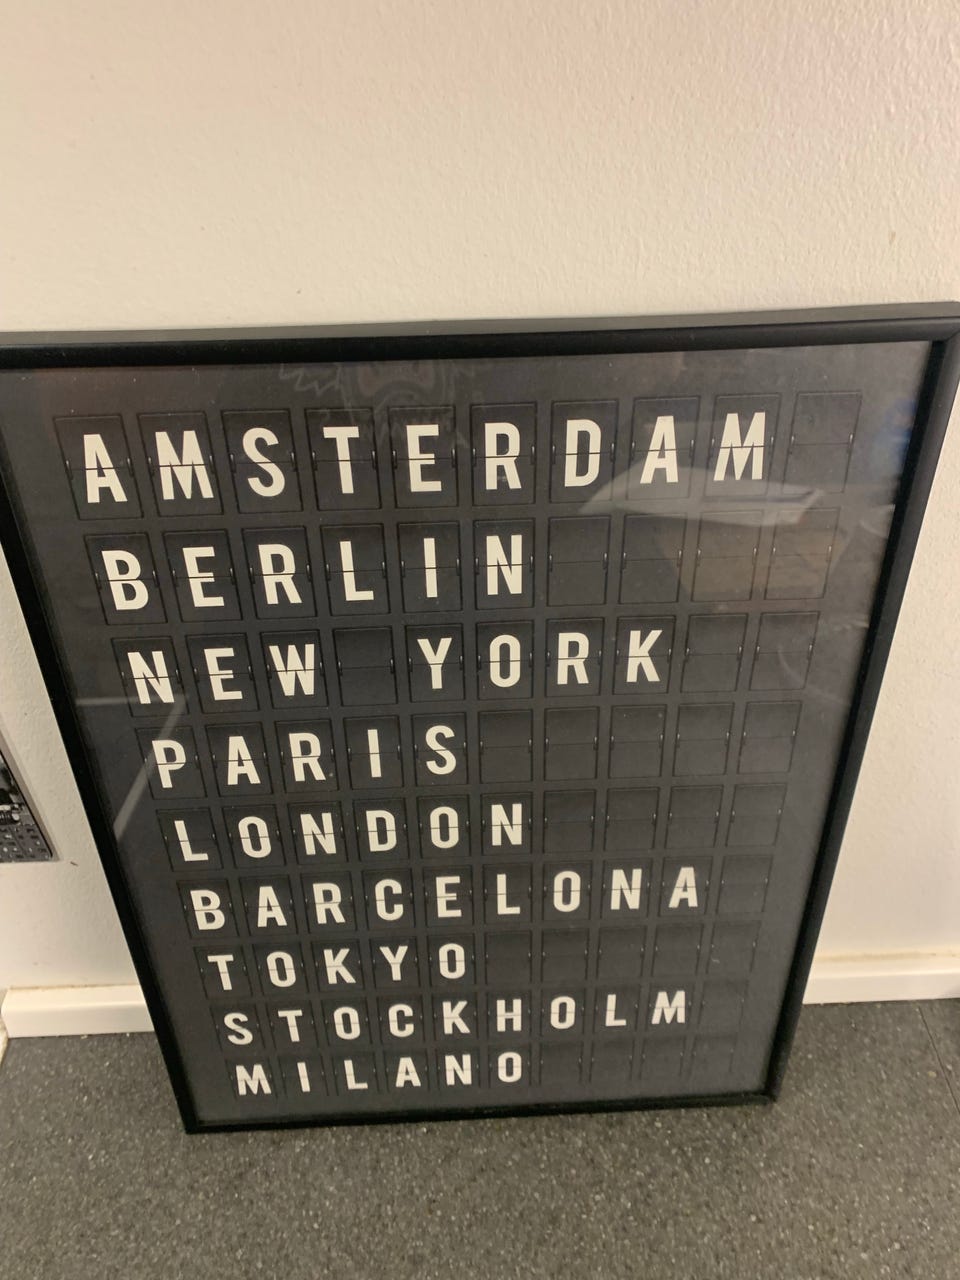 AMSTERDAM
BERLIN
NEW YORK
PARIS
LONDON
BARCELONA
TOKYO
STOCKHOLM
MILANO